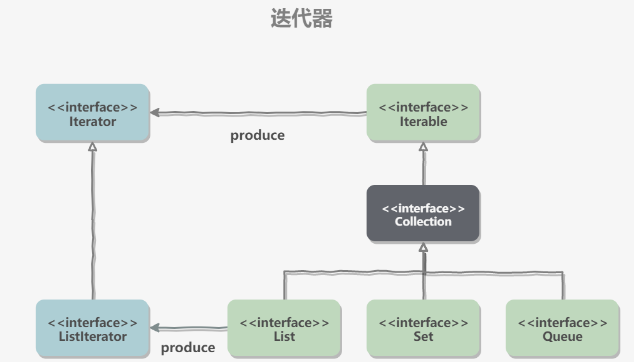 迭代器
<<interface>>
Iterator
<<interface>>
Iterable
produce
<<interface>>
Collection
<<interface>>
ListIterator
<<interface>>
List
<<interface>>
Set
<<interface>>
Queue
produce